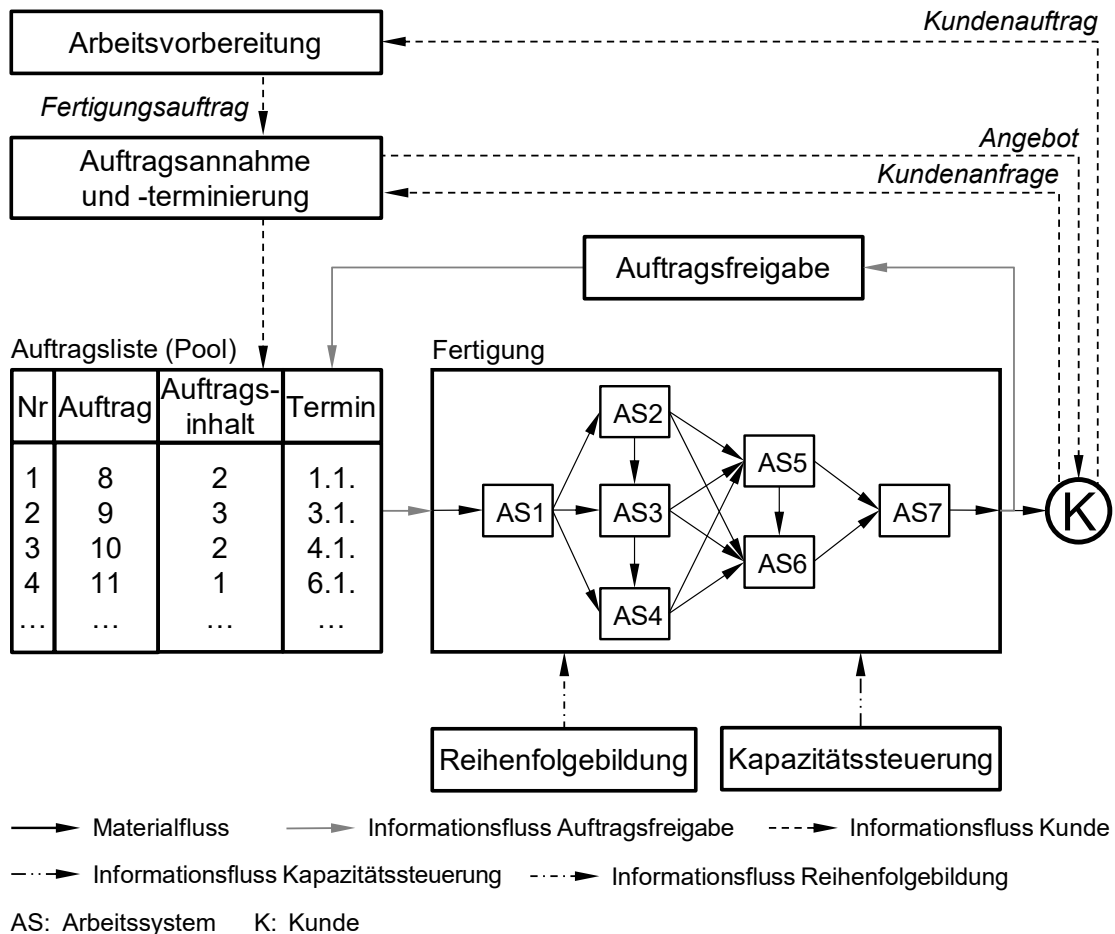 Arbeitsvorbereitung
Kundenauftrag
Fertigungsauftrag
Auftragsannahme
und -terminierung
Angebot
Kundenanfrage
Auftragsfreigabe
Auftragsliste (Pool)
Nr Auftrag Auftrags- Termin
inhalt
1 8 2 1.1.
2 9 3 3.1.
3 10 2 4.1.
4 11 1 6.1.
... ... ... ...
Fertigung
AS2
AS5
AS1 AS3 AS7
AS6
AS4
K
Reihenfolgebildung Kapazitätssteuerung
Materialfluss Informationsfluss Auftragsfreigabe Informationsfluss Kunde
Informationsfluss Kapazitätssteuerung Informationsfluss Reihenfolgebildung
AS: Arbeitssystem K: Kunde